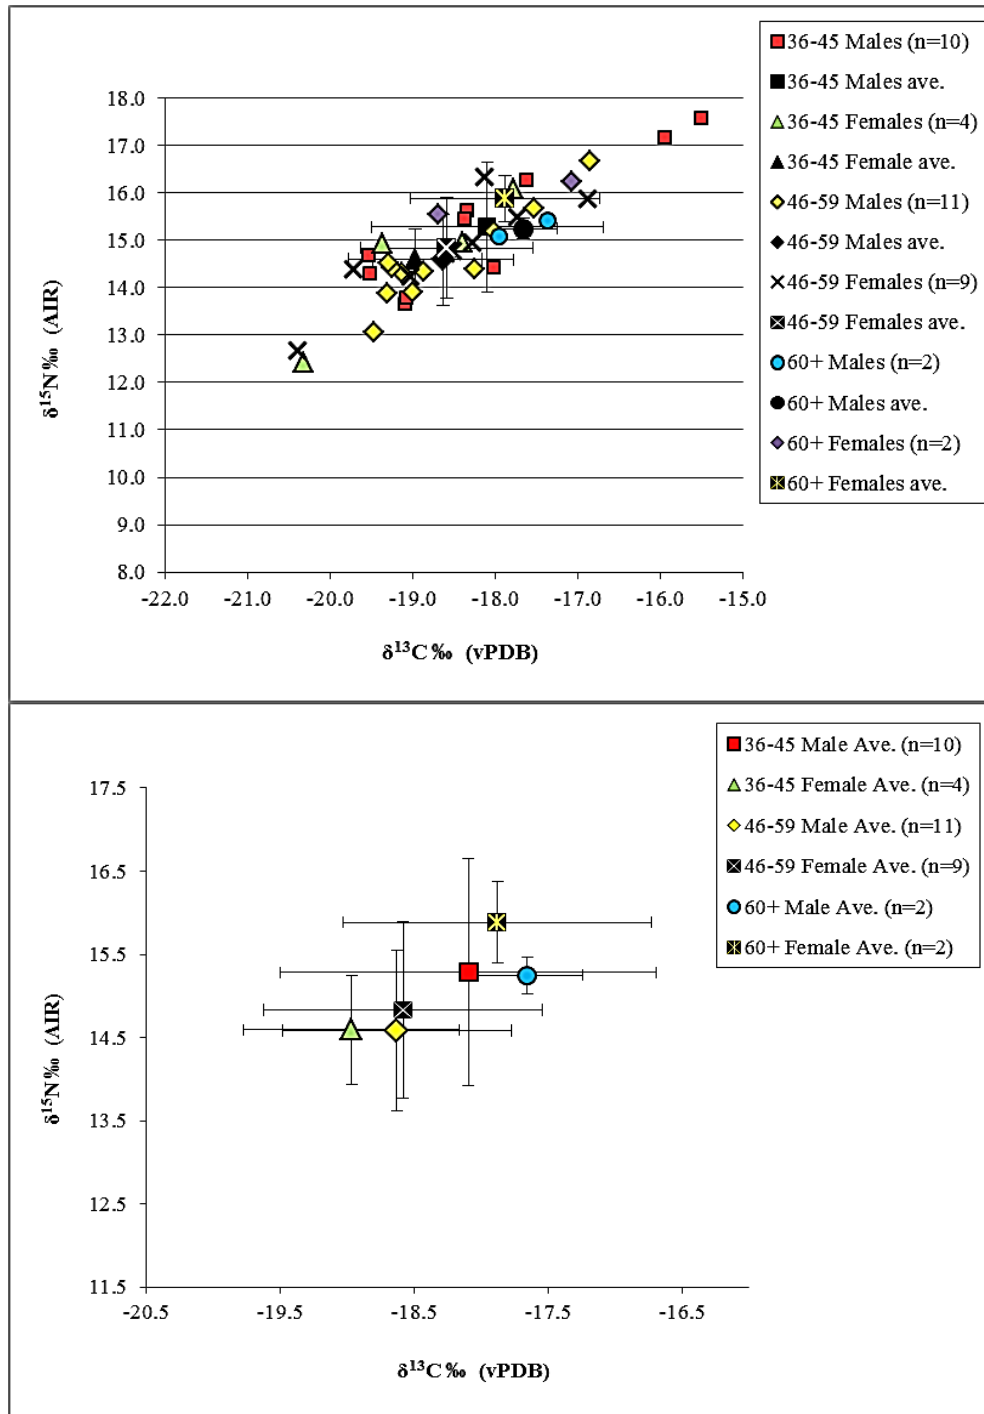 36-45 Males (n=10)
36-45 Males ave.
36-45 Females (n=4)
36-45 Female ave.
46-59 Males (n=11)
46-59 Males ave.
46-59 Females (n=9)
46-59 Females ave.
60+ Males (n=2)
60+ Males ave.
60+ Females (n=2)
60+ Females ave.
δ¹⁵N‰ (AIR)
18.0
17.0
16.0
15.0
14.0
13.0
12.0
11.0
10.0
9.0
8.0
-22.0 -21.0 -20.0 -19.0 -18.0 -17.0 -16.0 -15.0
δ¹³C‰ (vPDB)
36-45 Male Ave. (n=10)
36-45 Female Ave. (n=4)
46-59 Male Ave. (n=11)
46-59 Female Ave. (n=9)
60+ Male Ave. (n=2)
60+ Female Ave. (n=2)
δ¹⁵N‰ (AIR)
17.5
16.5
15.5
14.5
13.5
12.5
11.5
-20.5 -19.5 -18.5 -17.5 -16.5
δ¹³C‰ (vPDB)